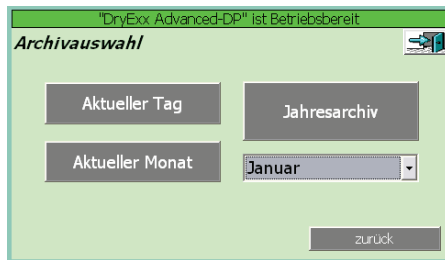 "DryExx Advanced-DP" ist Betriebsbereit
Archivauswahl
Aktueller Tag
Jahresarchiv
Aktueller Monat
Januar
zurück